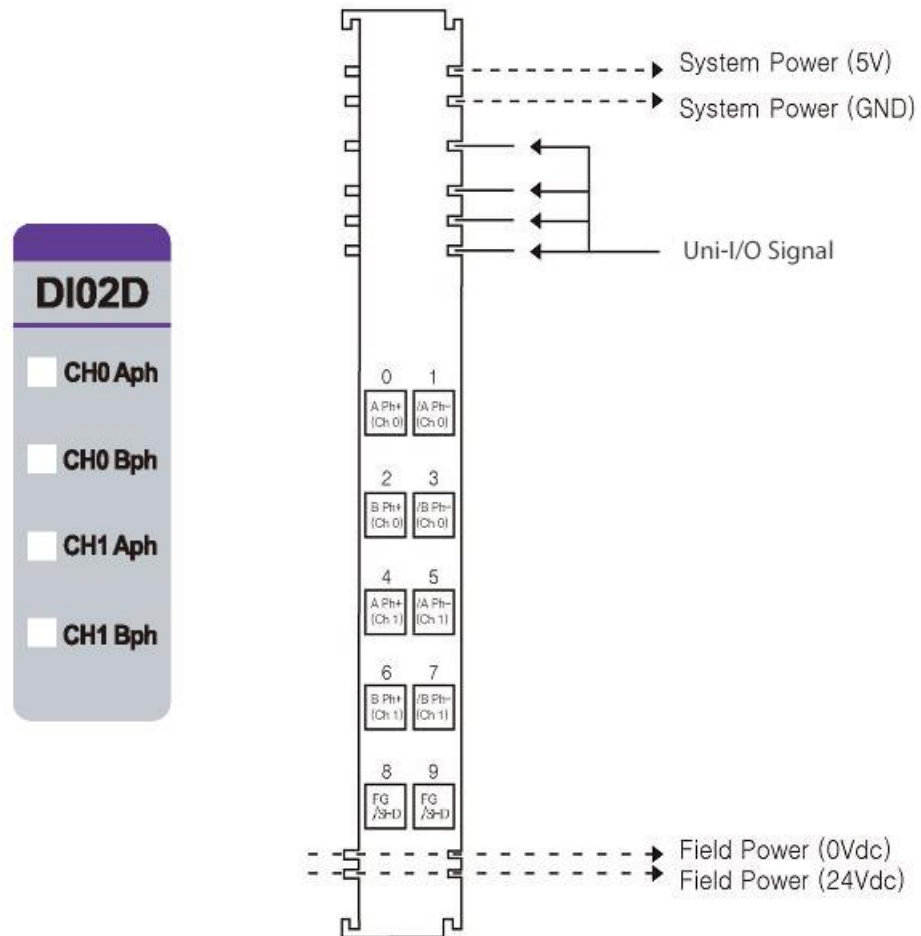 System Power (5V)
System Power (GND)
Uni-I/O Signal
DI02D
CH0 Aph
CH0 Bph
CH1 Aph
CH1 Bph
0 1
A Ph+ /A Ph-
(Ch 0) (Ch 0)
2 3
B Ph+ /B Ph-
(Ch 0) (Ch 0)
4 5
A Ph+ /A Ph-
(Ch 1) (Ch 1)
6 7
B Ph+ /B Ph-
(Ch 1) (Ch 1)
8 9
FG FG
/SHD /SHD
Field Power (0Vdc)
Field Power (24Vdc)